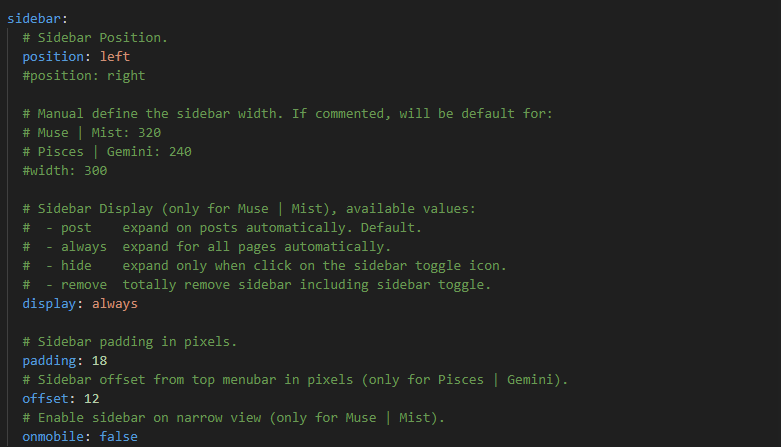 sidebar:
  # Sidebar Position.
  position: left
  #position: right

  # Manual define the sidebar width. If commented, will be default for:
  # Muse | Mist: 320
  # Pisces | Gemini: 240
  #width: 300

  # Sidebar Display (only for Muse | Mist), available values:
  #  - post    expand on posts automatically. Default.
  #  - always  expand for all pages automatically.
  #  - hide    expand only when click on the sidebar toggle icon.
  #  - remove  totally remove sidebar including sidebar toggle.
  display: always

  # Sidebar padding in pixels.
  padding: 18
  # Sidebar offset from top menubar in pixels (only for Pisces | Gemini).
  offset: 12
  # Enable sidebar on narrow view (only for Muse | Mist).
  onmobile: false